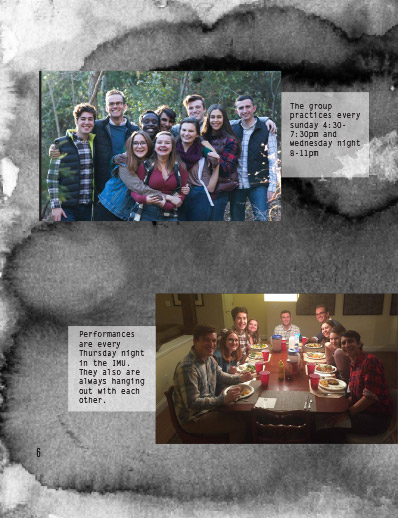 The group
practices every
sunday 4:30-
7:30pm and
wednesday night
8-11pm
Performances
are every
Thursday night
in the IMU.
They also are
always hanging
out with each
other.
6